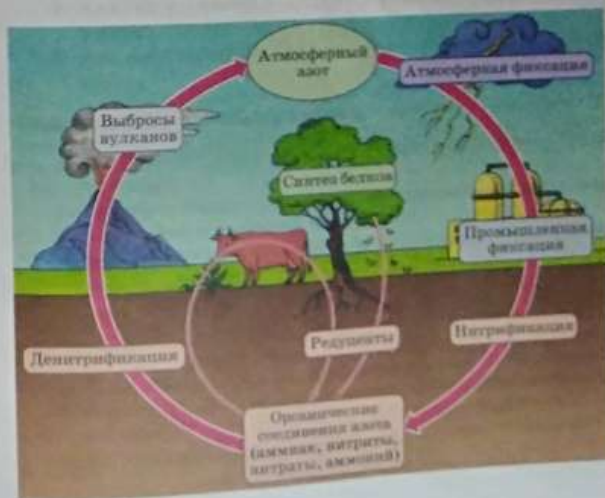 Атмосферный
азот
Атмосферная фиксация
Выбросы
вулканов
Синтез белков
Промышленная
фиксация
Денитрификация
Редуценты
Нитрификация
Органические
соединения азота
(аммиак, нитриты,
нитраты, аммоний)